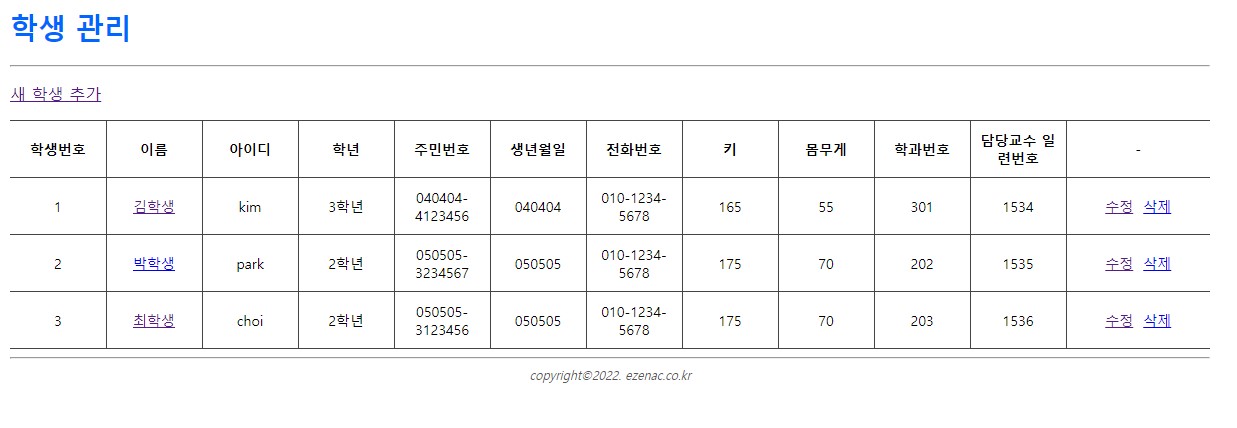 학생 관리
새 학생 추가
학생번호 이름 아이디 학년 주민번호 생년월일 전화번호 키 몸무게 학과번호 담당교수 일
련번호 -
1 김학생 kim 3학년 040404-
4123456 040404 010-1234-
5678 165 55 301 1534 수정 삭제
2 박학생 park 2학년 050505-
3234567 050505 010-1234-
5678 175 70 202 1535 수정 삭제
3 최학생 choi 2학년 050505-
3123456 050505 010-1234-
5678 175 70 203 1536 수정 삭제
copyright©2022. ezenac.co.kr